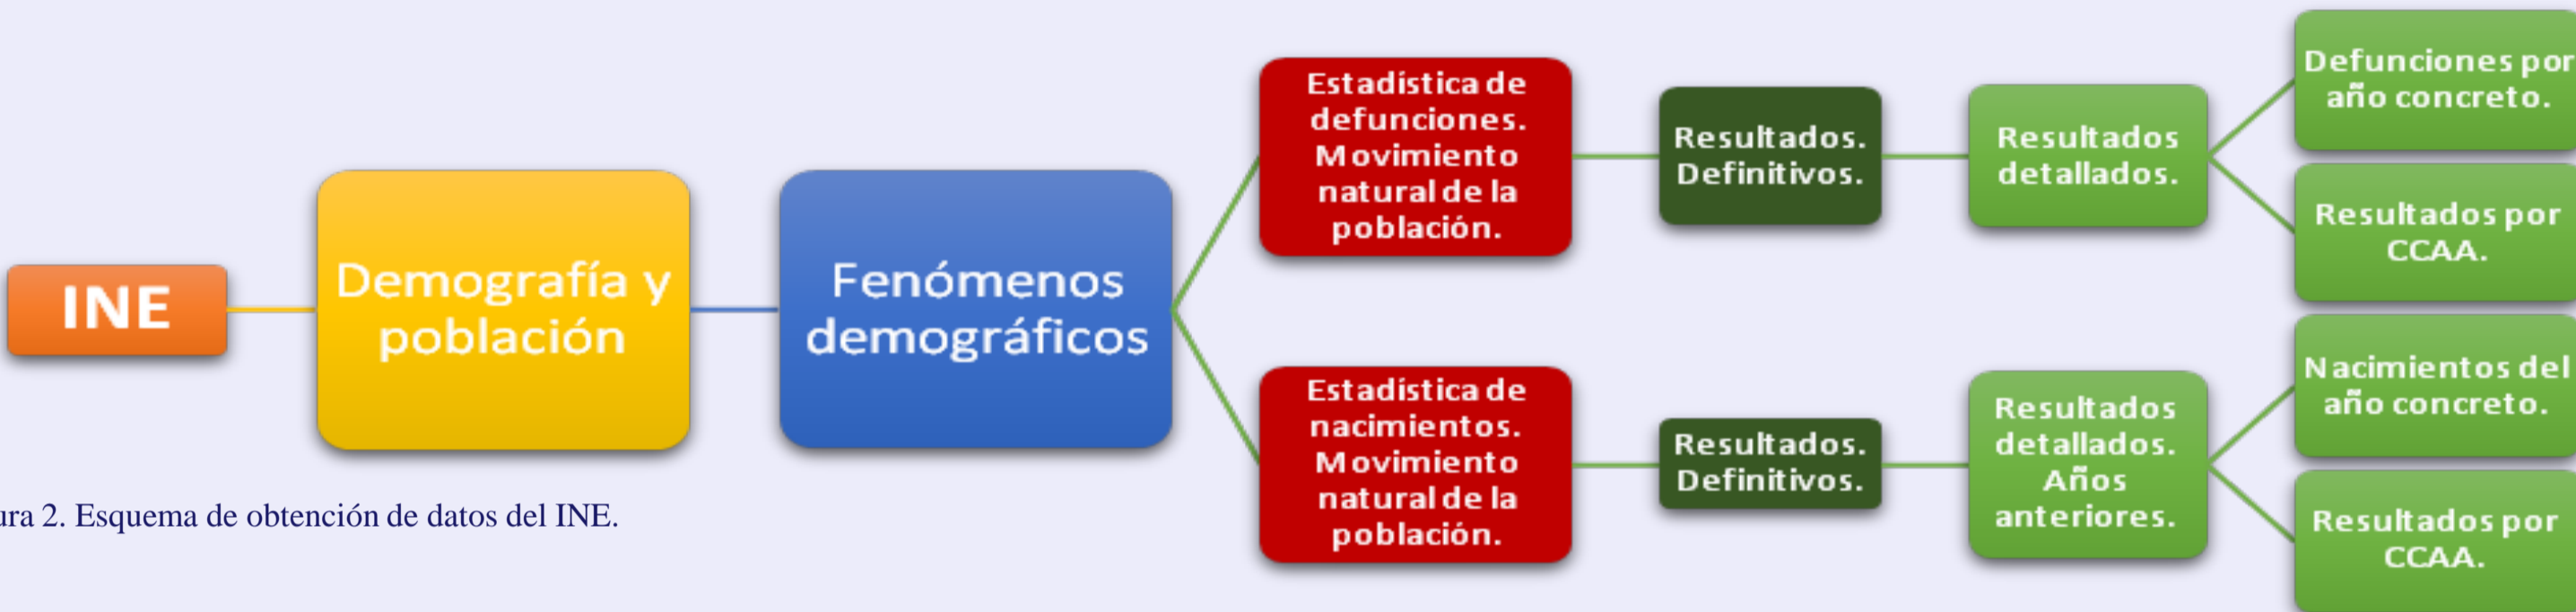 INE
Demografía y
población
Fenómenos
demográficos
Estadística de
defunciones.
Movimiento
natural de la
población.
Resultados.
Definitivos.
Resultados
detallados.
Defunciones por
año concreto.
Resultados por
CCAA.
Estadística de
nacimientos.
Movimiento
natural de la
población.
Resultados.
Definitivos.
Resultados
detallados.
Años
anteriores.
Nacimientos del
año concreto.
Resultados por
CCAA.
ura 2. Esquema de obtención de datos del INE.